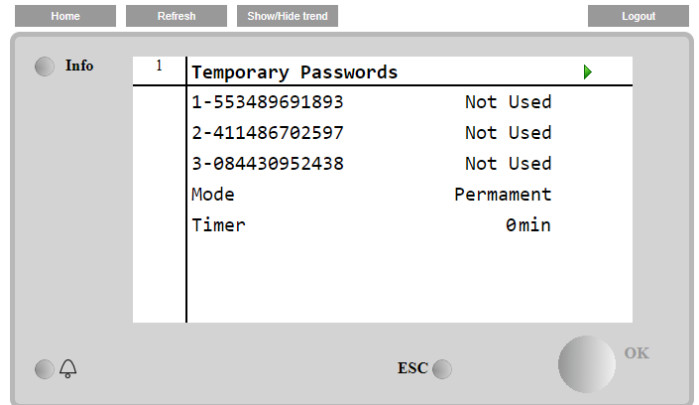 Home Refresh Show/Hide trend Logout
Info 1 Temporary Passwords
1-553489691893 Not Used
2-411486702597 Not Used
3-084430952438 Not Used
Mode Permament
Timer 0min
ESC OK